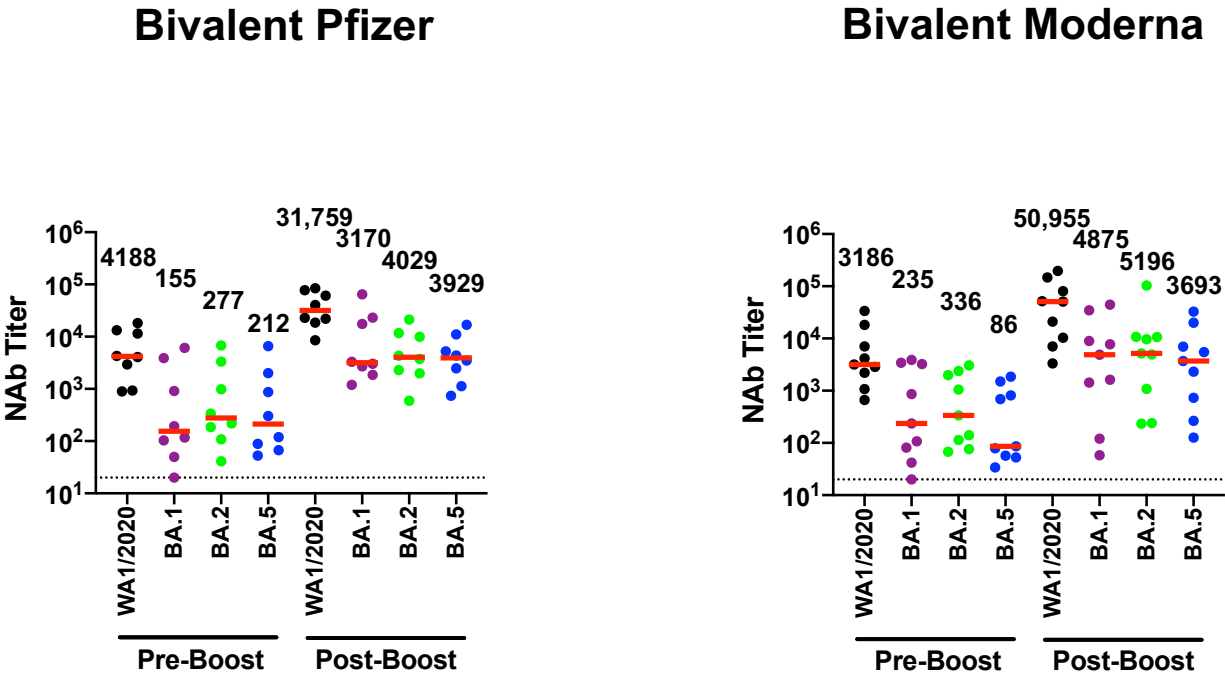 Bivalent Pfizer
NAb Titer
10⁶
10⁵
10⁴
10³
10²
10¹
4188
155
277
212
31,759
3170
4029
3929
WA1/2020
BA.1
BA.2
BA.5
WA1/2020
BA.1
BA.2
BA.5
Pre-Boost
Post-Boost
Bivalent Moderna
NAb Titer
10⁶
10⁵
10⁴
10³
10²
10¹
3186
235
336
86
50,955
4875
5196
3693
WA1/2020
BA.1
BA.2
BA.5
WA1/2020
BA.1
BA.2
BA.5
Pre-Boost
Post-Boost